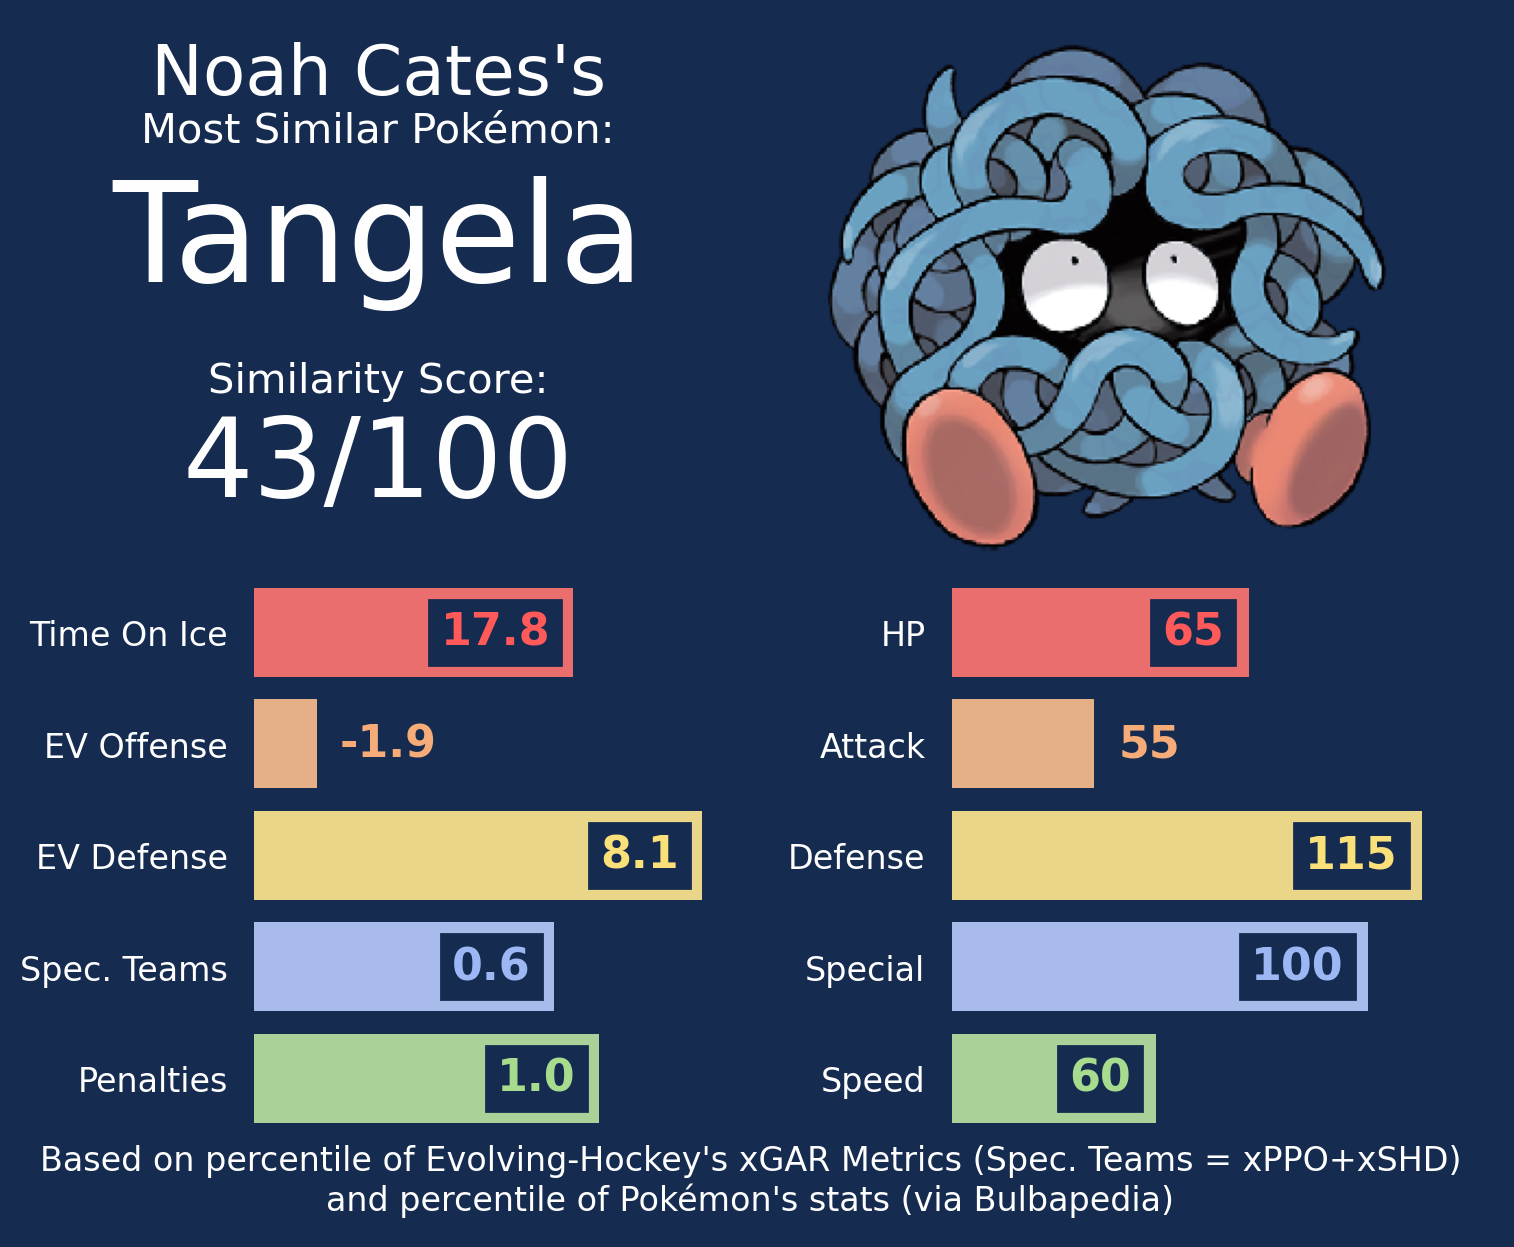 Noah Cates's
Most Similar Pokémon:
Tangela
Similarity Score:
43/100
Time On Ice 17.8
EV Offense -1.9
EV Defense 8.1
Spec. Teams 0.6
Penalties 1.0
HP 65
Attack 55
Defense 115
Special 100
Speed 60
Based on percentile of Evolving-Hockey's xGAR Metrics (Spec. Teams = xPPO+xSHD)
and percentile of Pokémon's stats (via Bulbapedia)